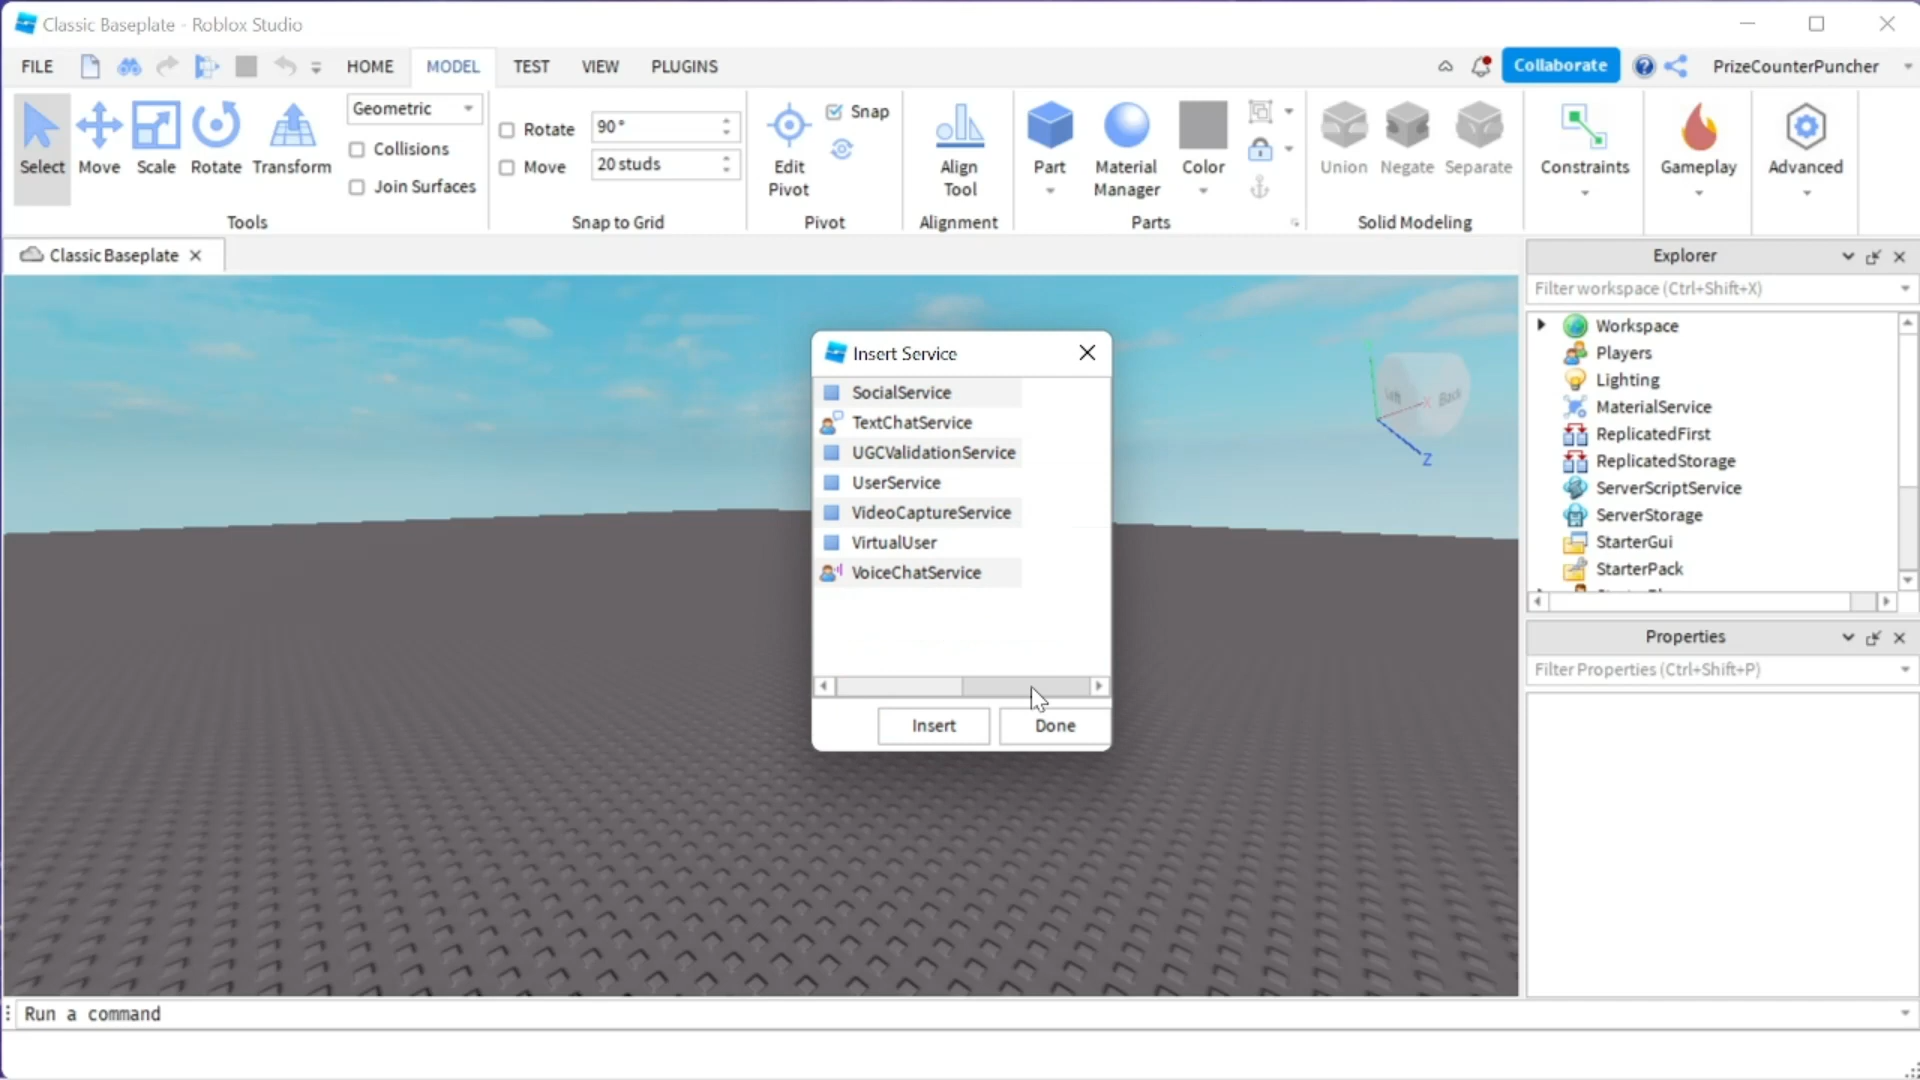 Classic Baseplate - Roblox Studio
FILE HOME MODEL TEST VIEW PLUGINS Collaborate PrizeCounterPuncher
Select Move Scale Rotate Transform
Geometric
Collisions
Join Surfaces
Tools
Rotate 90°
Move 20 studs
Snap to Grid
Edit Pivot
Snap
Pivot
Align Tool
Alignment
Part
Material Manager
Color
Parts
Union Negate Separate
Solid Modeling
Constraints
Gameplay
Advanced
Classic Baseplate
Back
Z
Insert Service
SocialService
TextChatService
UGCValidationService
UserService
VideoCaptureService
VirtualUser
VoiceChatService
Insert Done
Explorer
Filter workspace (Ctrl+Shift+X)
Workspace
Players
Lighting
MaterialService
ReplicatedFirst
ReplicatedStorage
ServerScriptService
ServerStorage
StarterGui
StarterPack
Properties
Filter Properties (Ctrl+Shift+P)
Run a command